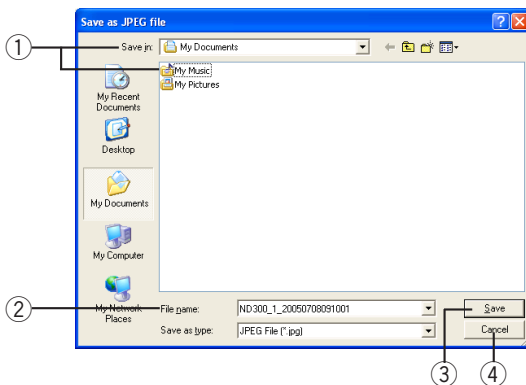 Save as JPEG file
① Save in: My Documents
My Music
My Pictures
My Recent
Documents
Desktop
My Documents
My Computer
My Network
Places
② File name: ND300_1_20050708091001 Save
Save as type: JPEG File (*.jpg) Cancel
③ ④